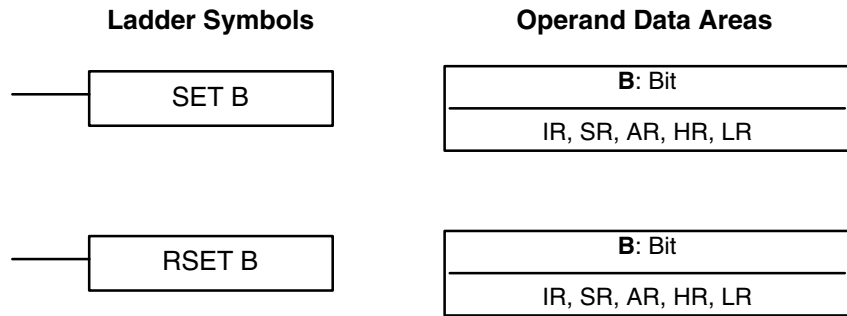 Ladder Symbols
Operand Data Areas
SET B
B: Bit
IR, SR, AR, HR, LR
RSET B
B: Bit
IR, SR, AR, HR, LR